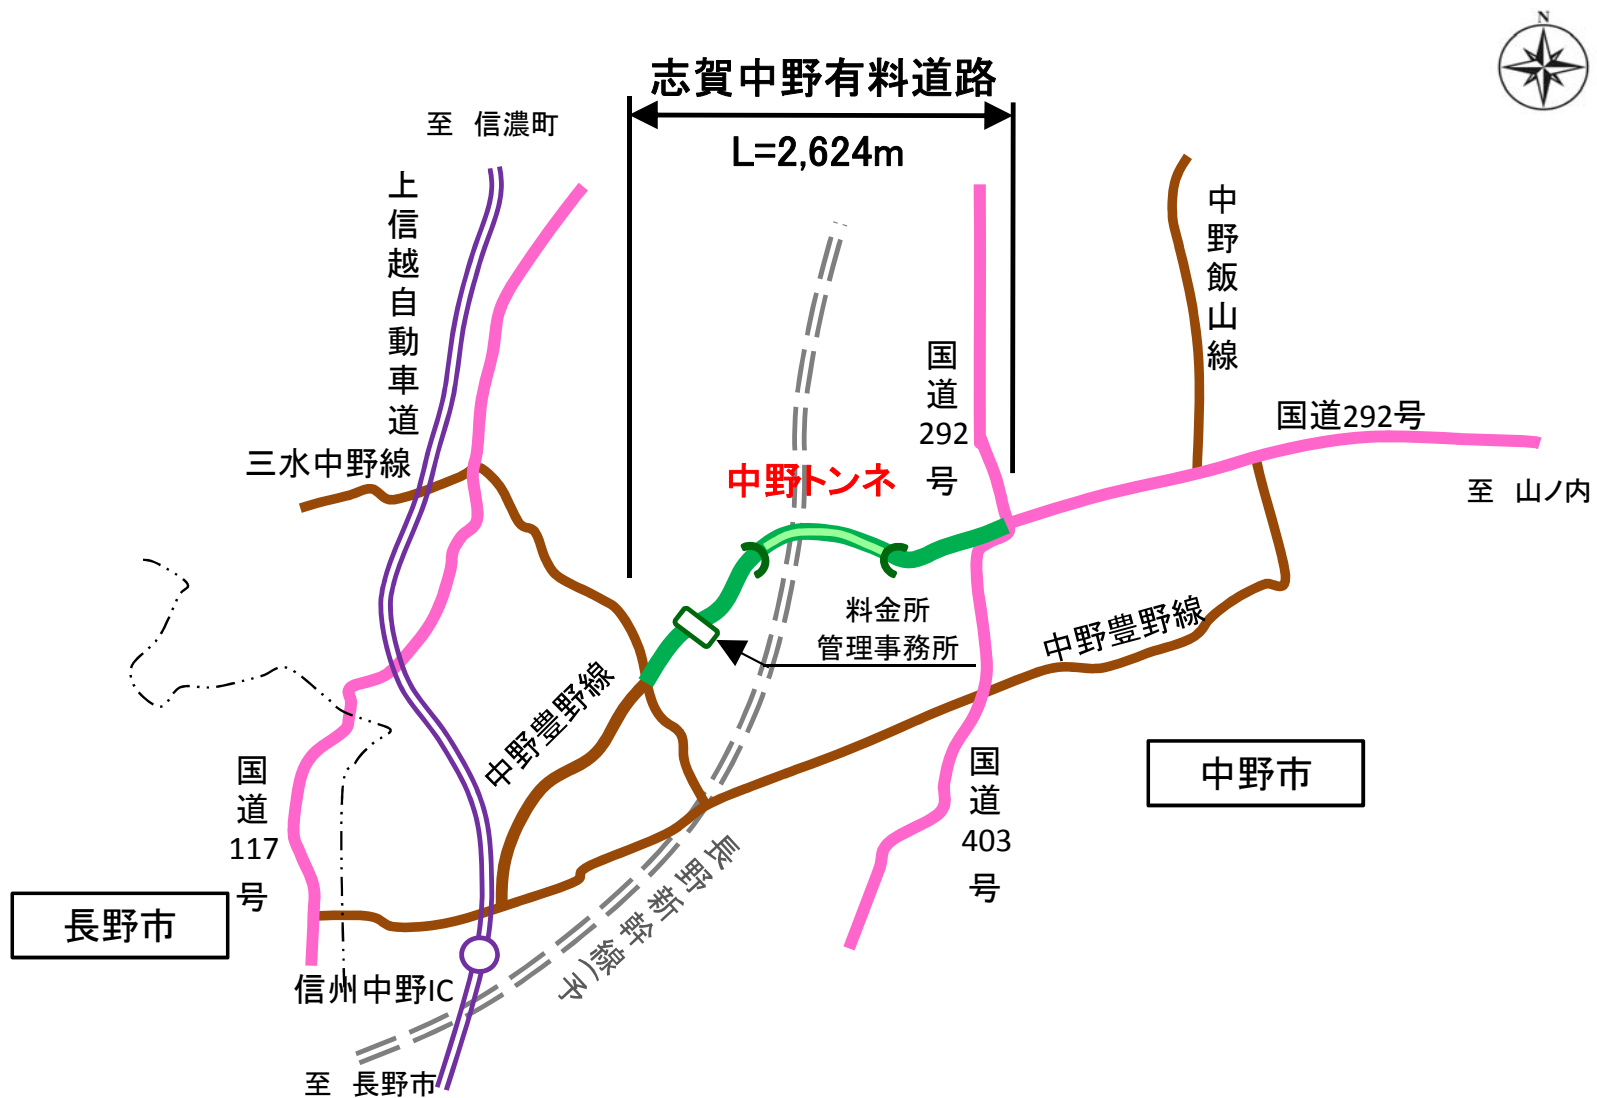 N
志賀中野有料道路
L=2,624m
至 信濃町
上信越自動車道
中野飯山線
国道292号
国道292号
三水中野線
中野トンネ
至 山ノ内
料金所
管理事務所
中野豊野線
中野豊野線
国道403号
中野市
国道117号
長野市
長野新幹線(予
信州中野IC
至 長野市